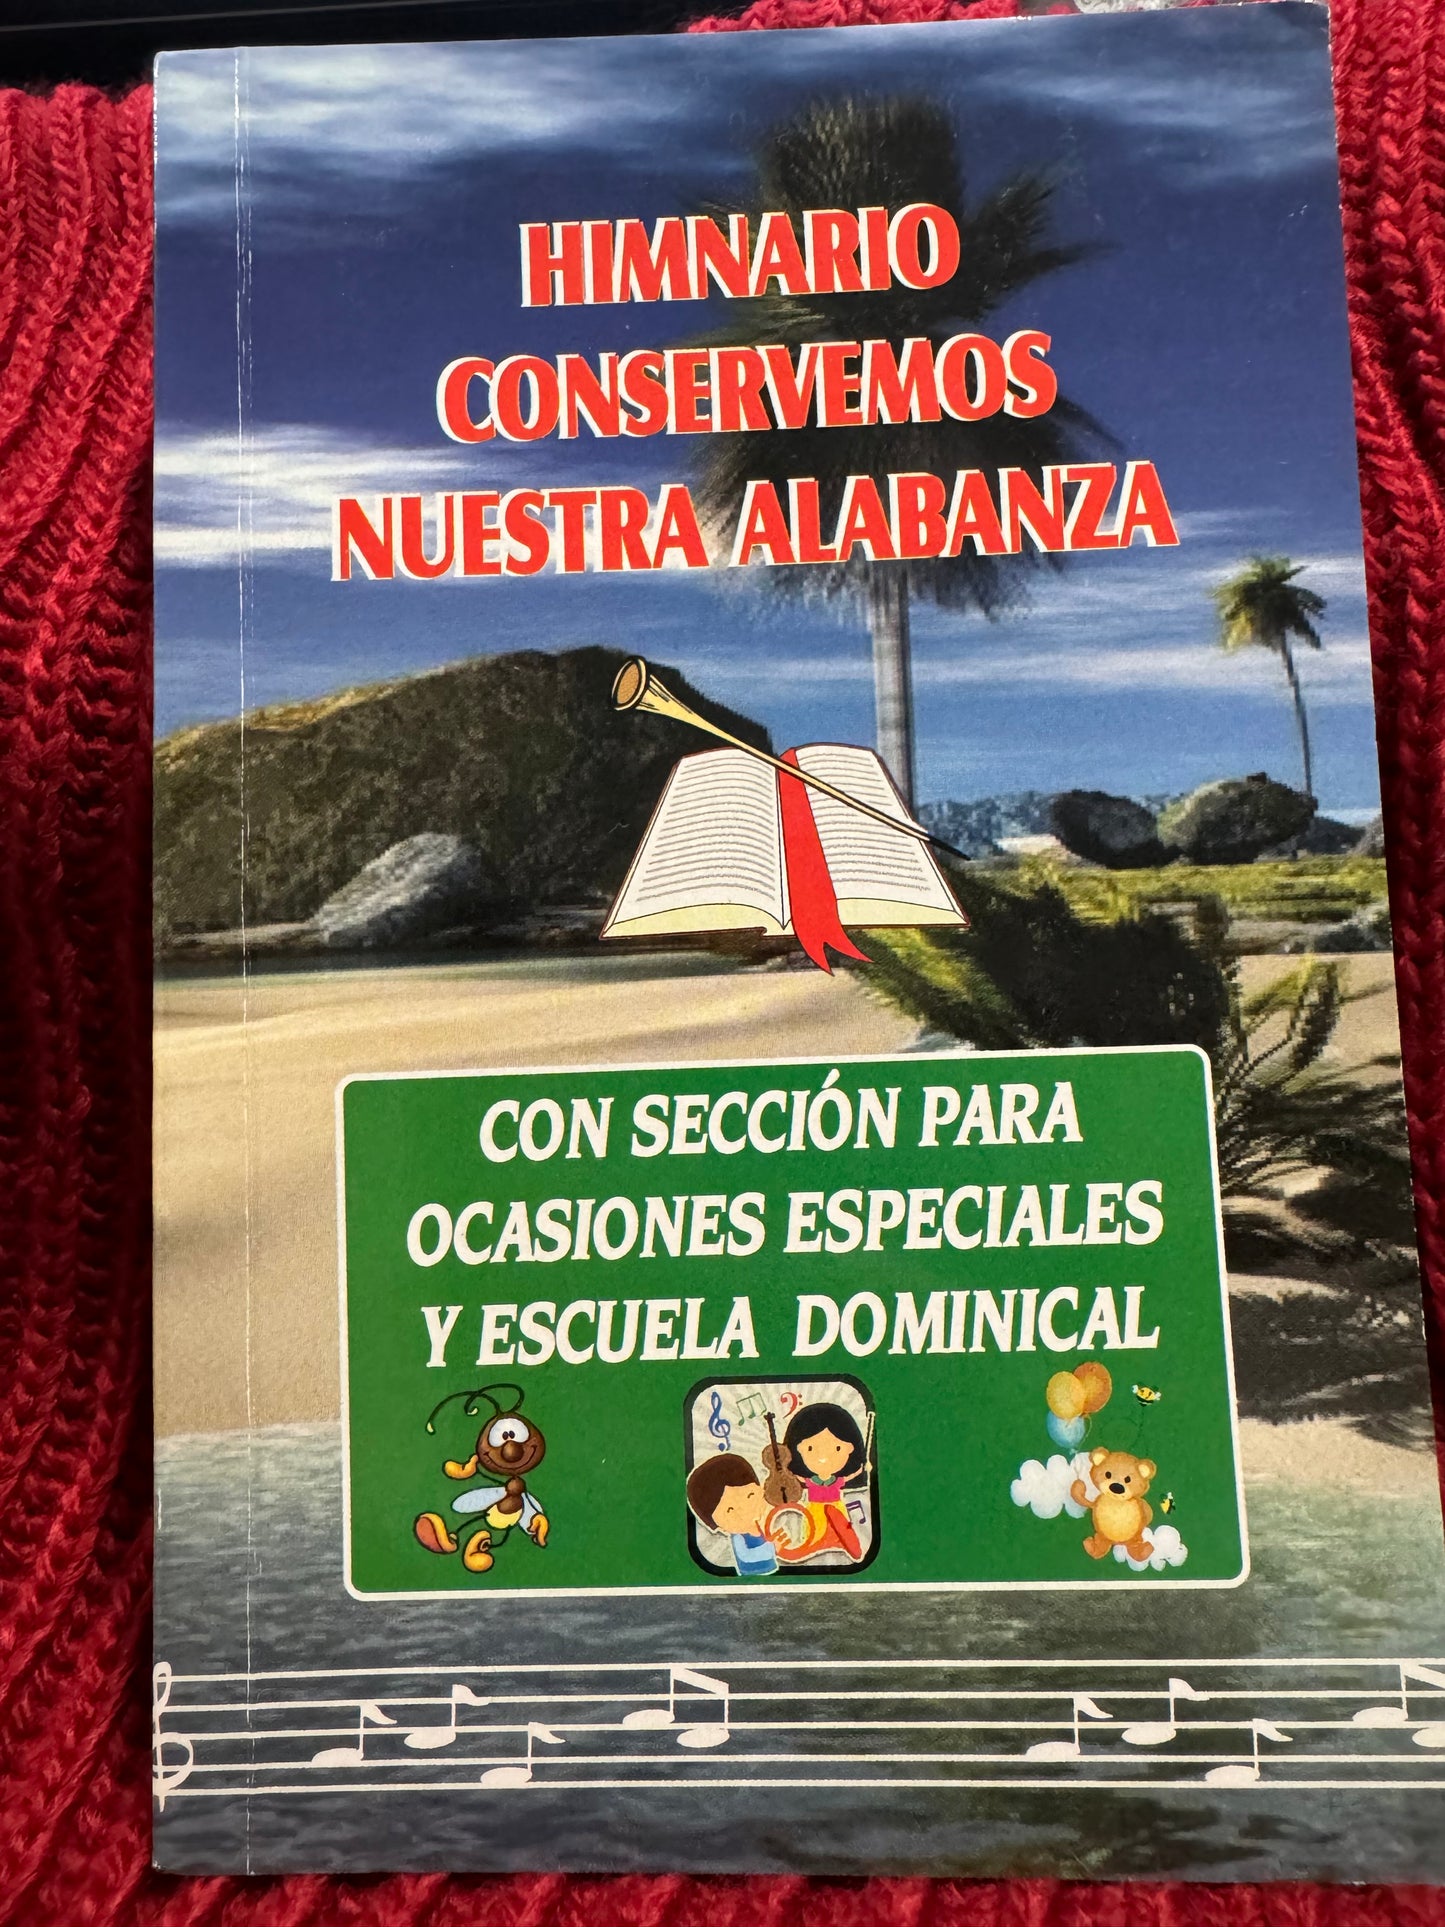 HIMNARIO
CONSERVEMOS
NUESTRA ALABANZA
CON SECCIÓN PARA
OCASIONES ESPECIALES
Y ESCUELA DOMINICAL